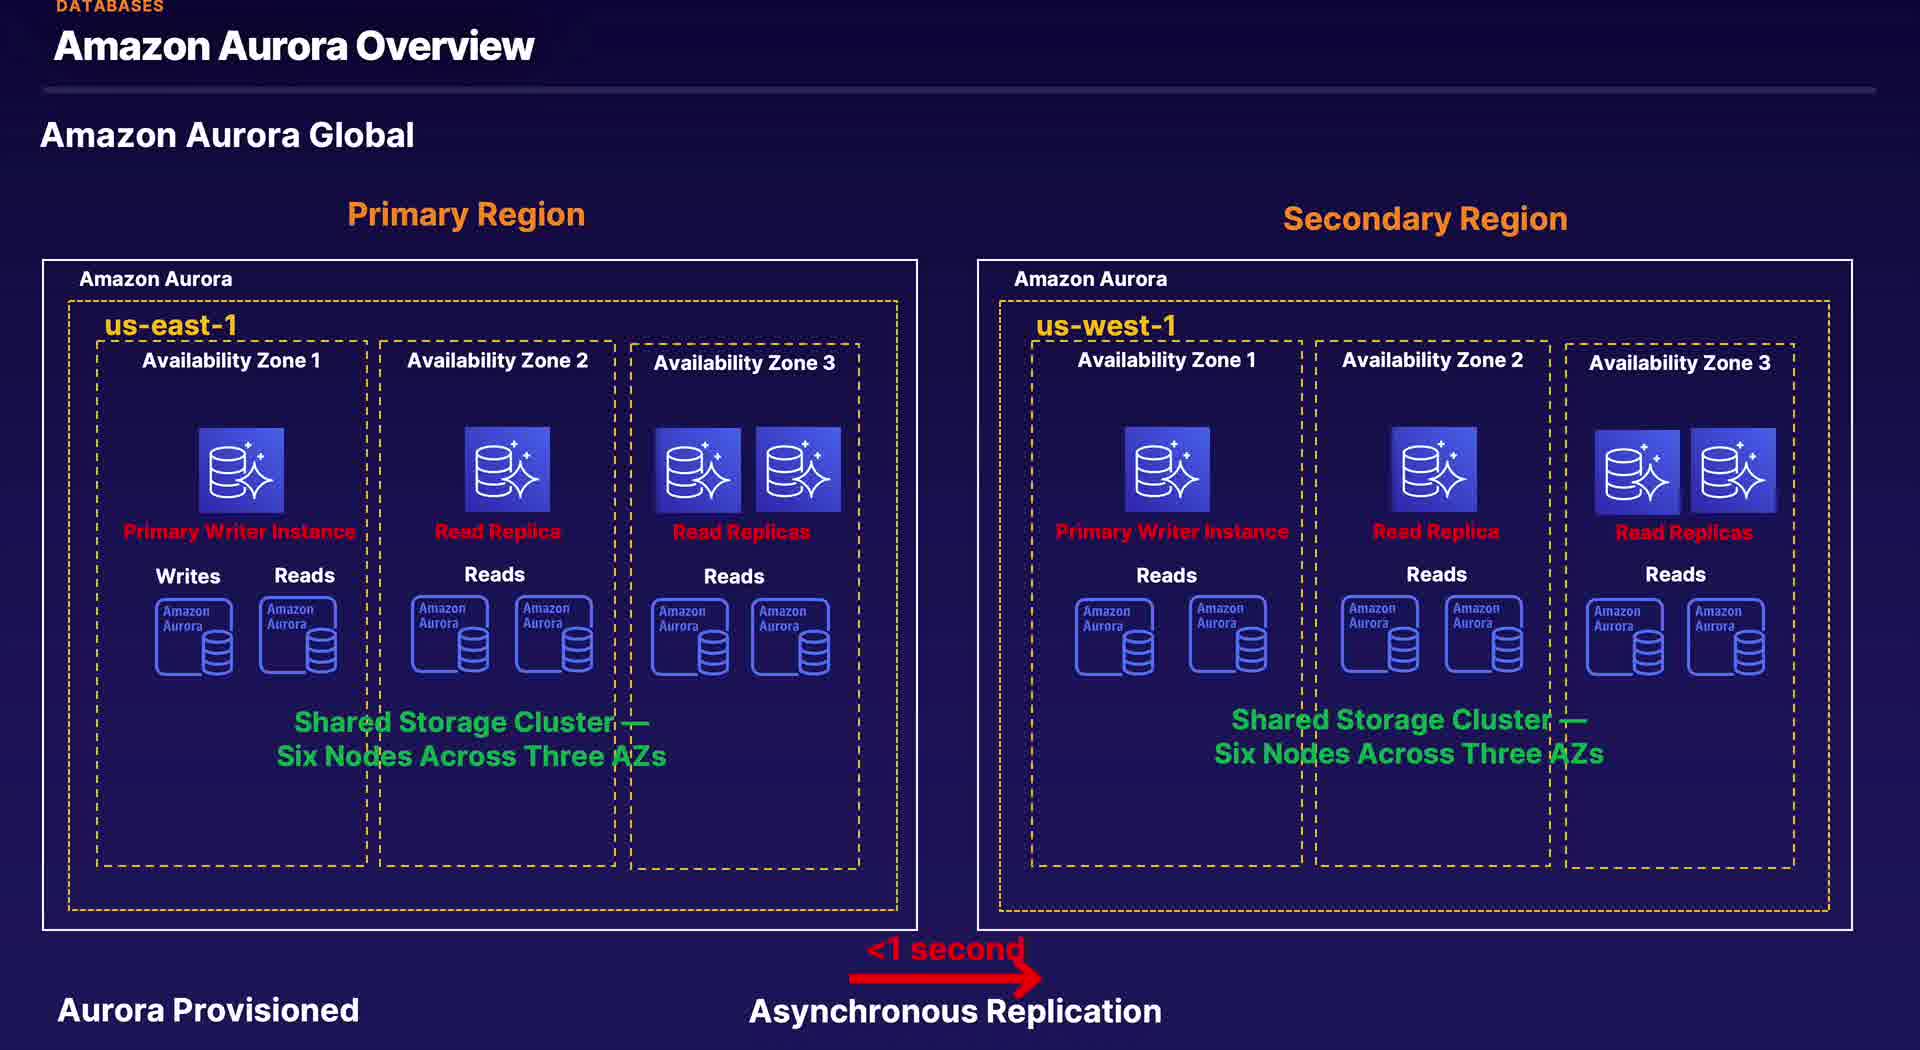 DATABASES
Amazon Aurora Overview
Amazon Aurora Global
Primary Region
Amazon Aurora
us-east-1
Availability Zone 1
Availability Zone 2
Availability Zone 3
Primary Writer Instance
Read Replica
Read Replicas
Writes
Reads
Reads
Reads
Amazon
Aurora
Amazon
Aurora
Amazon
Aurora
Amazon
Aurora
Amazon
Aurora
Amazon
Aurora
Shared Storage Cluster —
Six Nodes Across Three AZs
Secondary Region
Amazon Aurora
us-west-1
Availability Zone 1
Availability Zone 2
Availability Zone 3
Primary Writer Instance
Read Replica
Read Replicas
Reads
Reads
Reads
Amazon
Aurora
Amazon
Aurora
Amazon
Aurora
Amazon
Aurora
Amazon
Aurora
Amazon
Aurora
Shared Storage Cluster —
Six Nodes Across Three AZs
<1 second
Aurora Provisioned
Asynchronous Replication